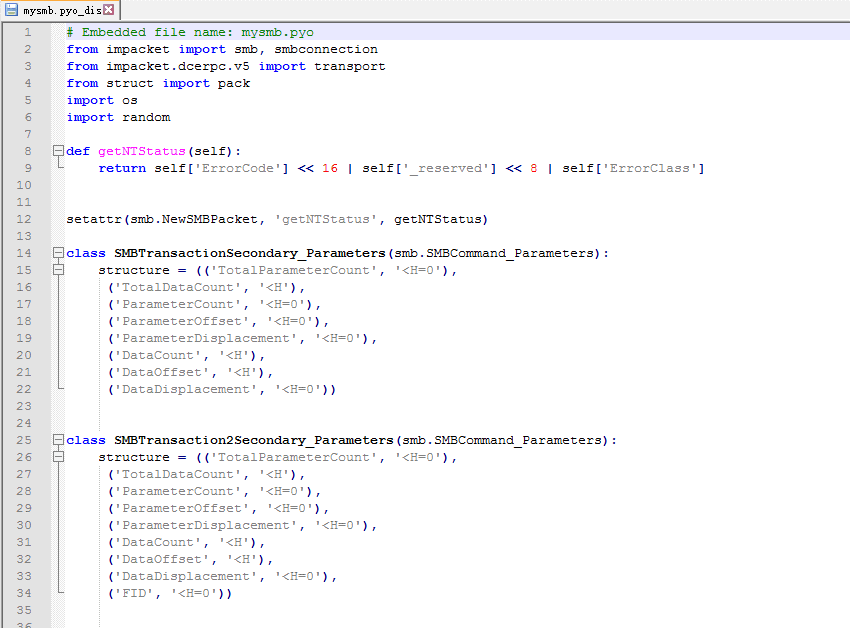 mysmb.pyo_dis
1 # Embedded file name: mysmb.pyo
2 from impacket import smb, smbconnection
3 from impacket.dcerpc.v5 import transport
4 from struct import pack
5 import os
6 import random
7
8 def getNTStatus(self):
9     return self['ErrorCode'] << 16 | self['_reserved'] << 8 | self['ErrorClass']
10
11
12 setattr(smb.NewSMBPacket, 'getNTStatus', getNTStatus)
13
14 class SMBTransactionSecondary_Parameters(smb.SMBCommand_Parameters):
15     structure = (('TotalParameterCount', '<H=0'),
16      ('TotalDataCount', '<H'),
17      ('ParameterCount', '<H=0'),
18      ('ParameterOffset', '<H=0'),
19      ('ParameterDisplacement', '<H=0'),
20      ('DataCount', '<H'),
21      ('DataOffset', '<H'),
22      ('DataDisplacement', '<H=0'))
23
24
25 class SMBTransaction2Secondary_Parameters(smb.SMBCommand_Parameters):
26     structure = (('TotalParameterCount', '<H=0'),
27      ('TotalDataCount', '<H'),
28      ('ParameterCount', '<H=0'),
29      ('ParameterOffset', '<H=0'),
30      ('ParameterDisplacement', '<H=0'),
31      ('DataCount', '<H'),
32      ('DataOffset', '<H'),
33      ('DataDisplacement', '<H=0'),
34      ('FID', '<H=0'))
35
36